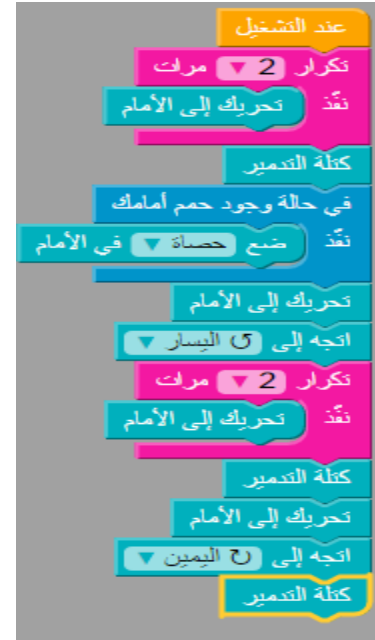 عند التشغيل
تكرار 2 مرات
نفّذ تحريك إلى الأمام
كتلة التدمير
في حالة وجود حمم أمامك
نفّذ ضع حصاة في الأمام
تحريك إلى الأمام
اتجه إلى ↺ اليسار
تكرار 2 مرات
نفّذ تحريك إلى الأمام
كتلة التدمير
تحريك إلى الأمام
اتجه إلى ↻ اليمين
كتلة التدمير